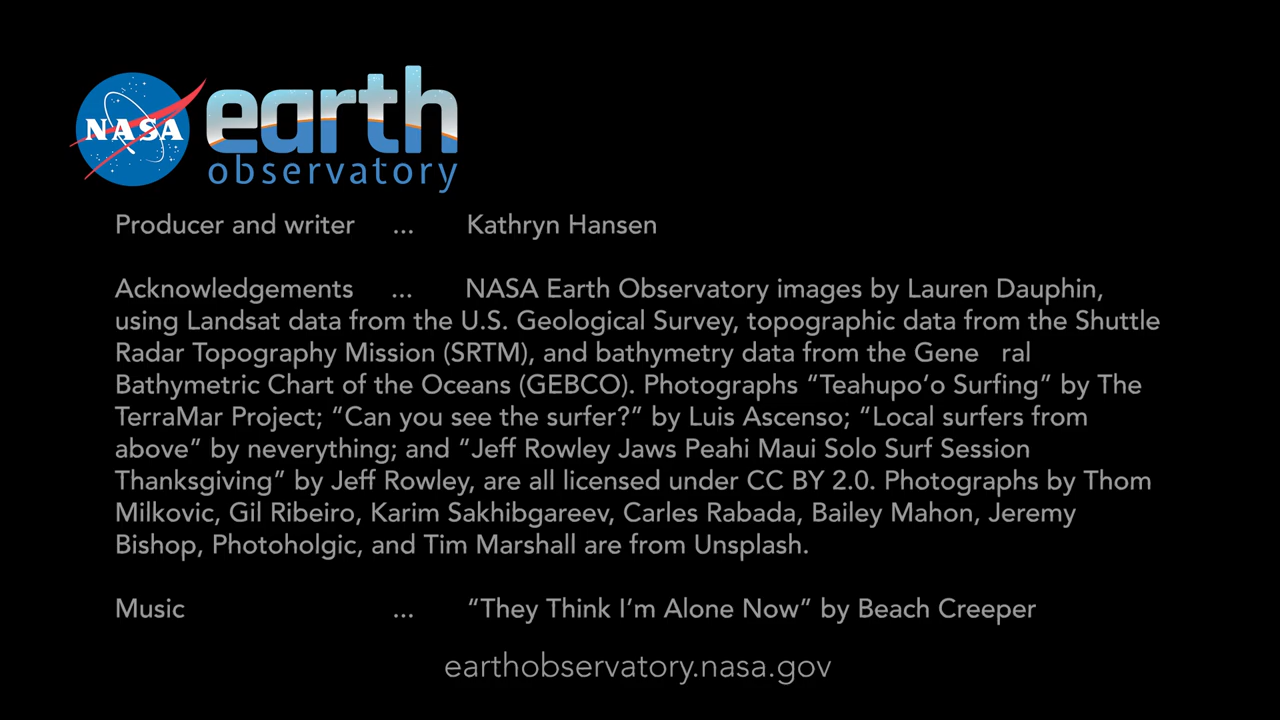 NASA earth
observatory
Producer and writer ... Kathryn Hansen
Acknowledgements ... NASA Earth Observatory images by Lauren Dauphin,
using Landsat data from the U.S. Geological Survey, topographic data from the Shuttle
Radar Topography Mission (SRTM), and bathymetry data from the Gene ral
Bathymetric Chart of the Oceans (GEBCO). Photographs “Teahupo’o Surfing” by The
TerraMar Project; “Can you see the surfer?” by Luis Ascenso; “Local surfers from
above” by neverything; and “Jeff Rowley Jaws Peahi Maui Solo Surf Session
Thanksgiving” by Jeff Rowley, are all licensed under CC BY 2.0. Photographs by Thom
Milkovic, Gil Ribeiro, Karim Sakhibgareev, Carles Rabada, Bailey Mahon, Jeremy
Bishop, Photoholgic, and Tim Marshall are from Unsplash.
Music ... “They Think I’m Alone Now” by Beach Creeper
earthobservatory.nasa.gov